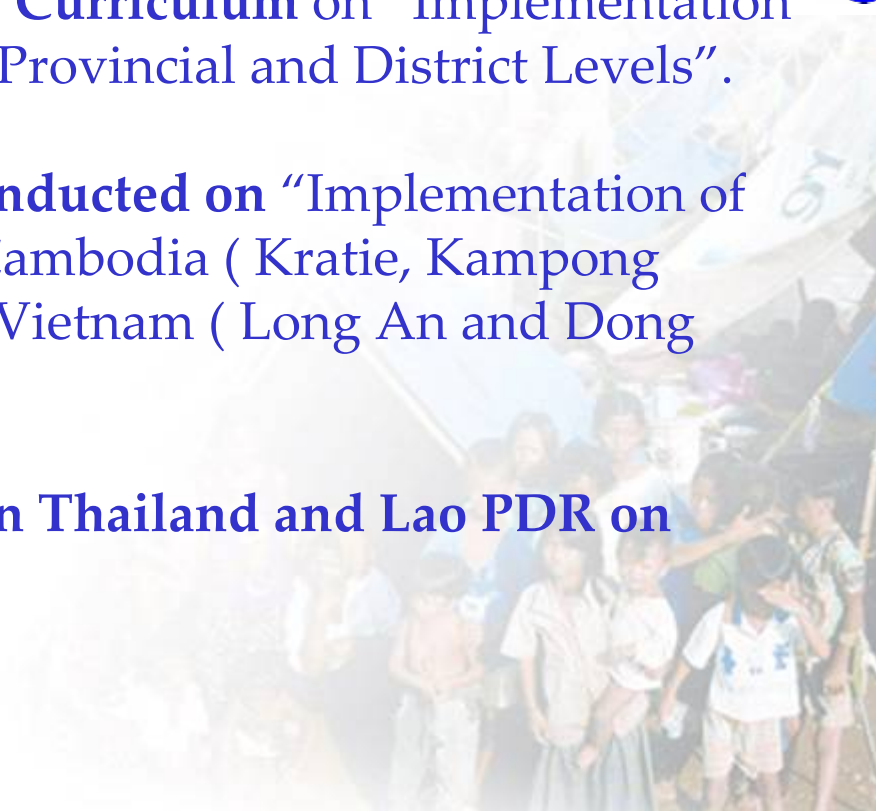 Curriculum on “Implementation
Provincial and District Levels”.
nducted on “Implementation of
Cambodia ( Kratie, Kampong
Vietnam ( Long An and Dong
n Thailand and Lao PDR on